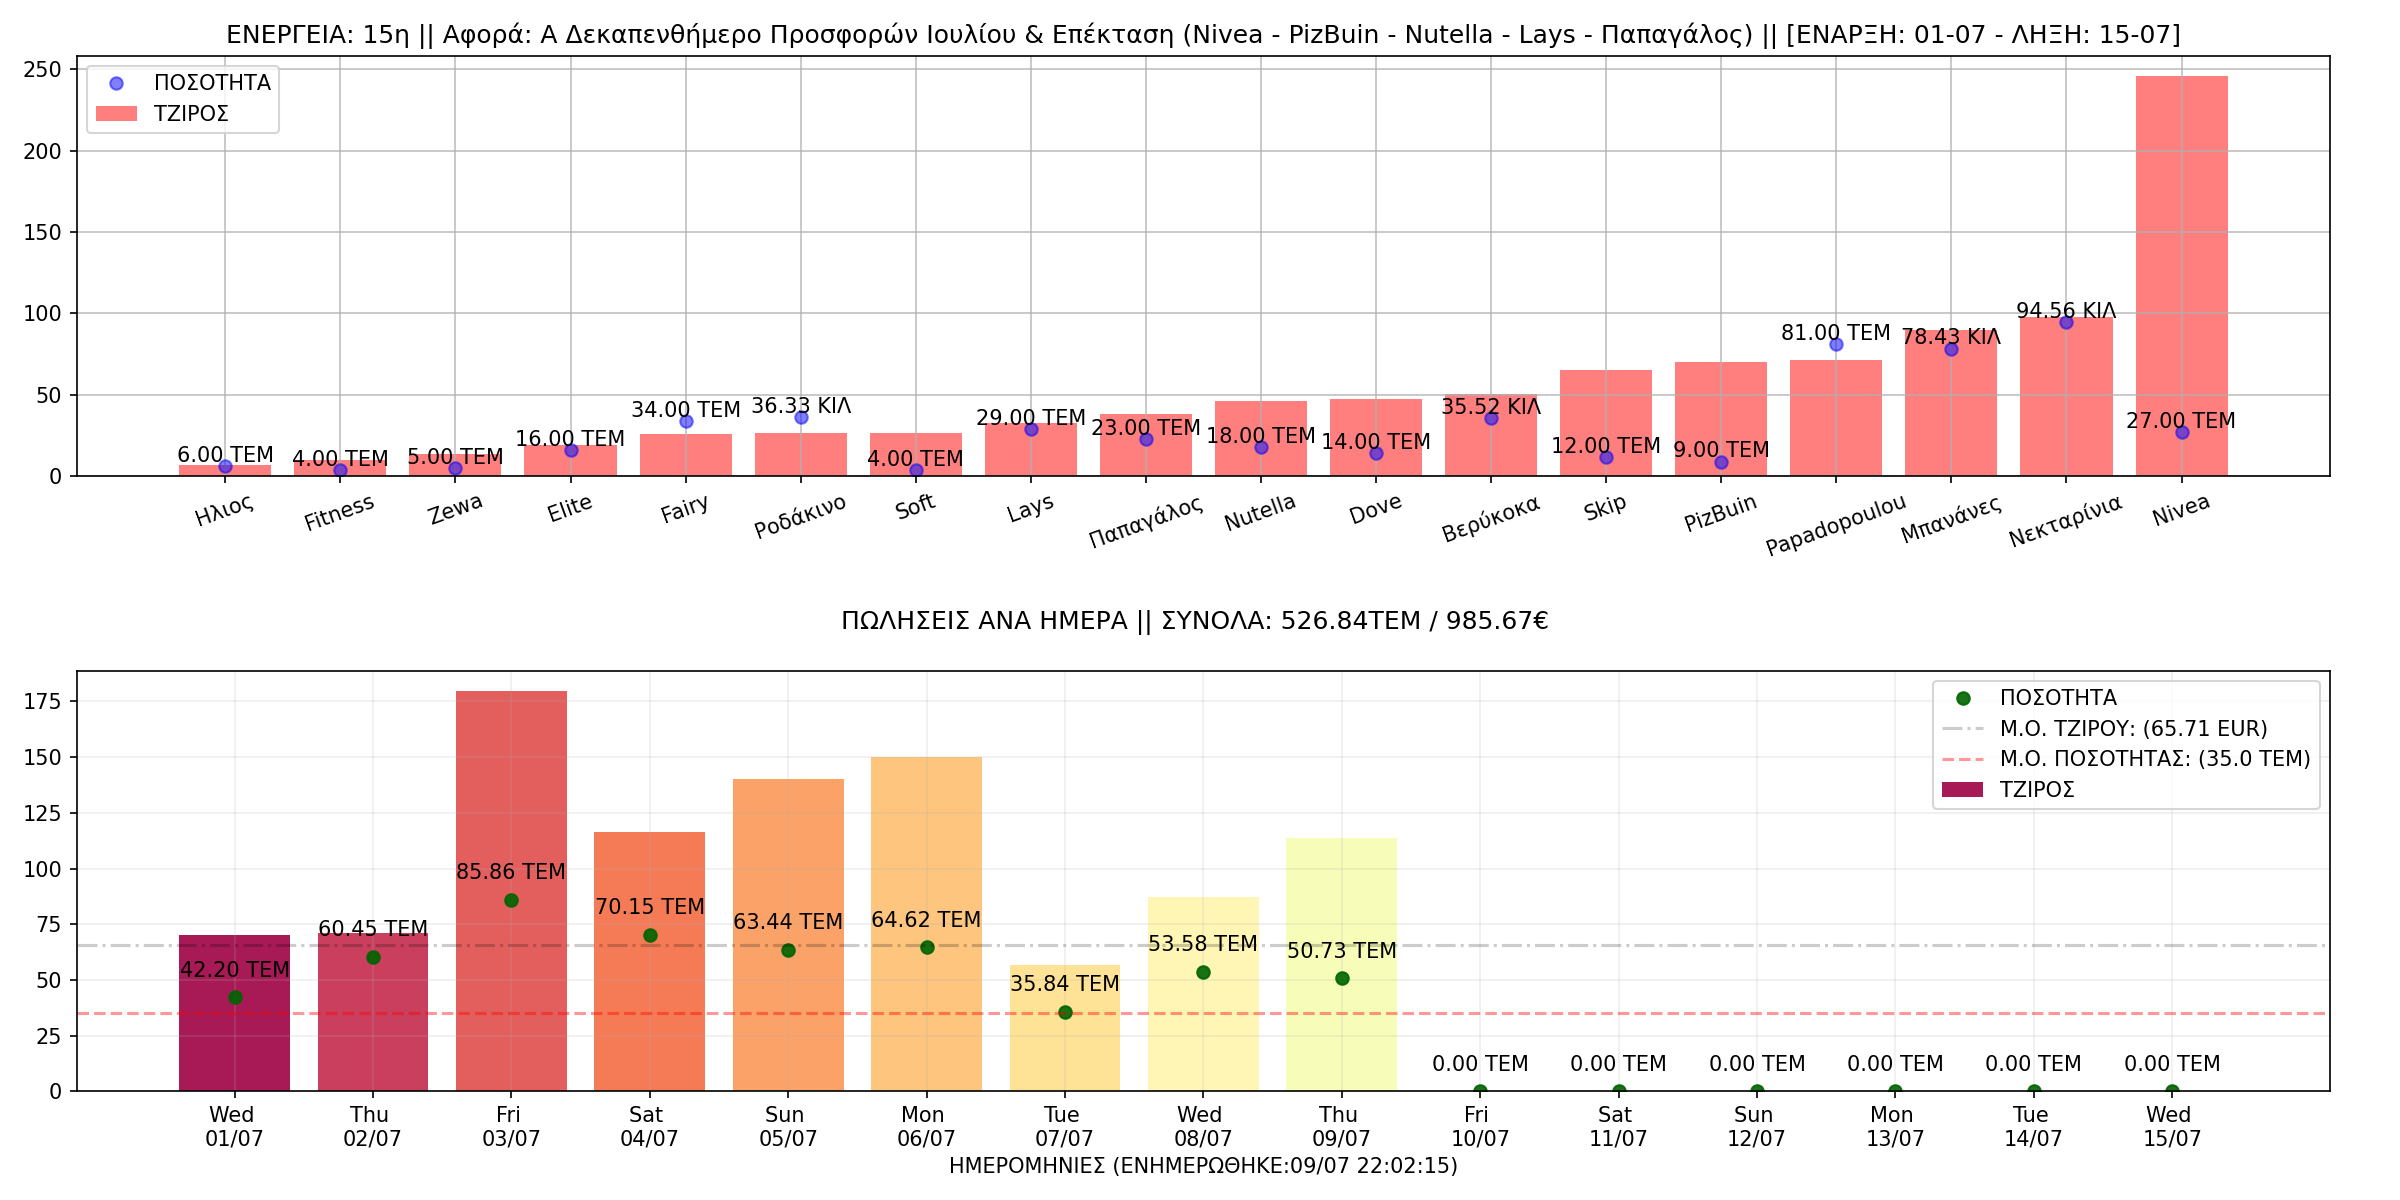 ΕΝΕΡΓΕΙΑ: 15η || Αφορά: Α Δεκαπενθήμερο Προσφορών Ιουλίου & Επέκταση (Nivea - PizBuin - Nutella - Lays - Παπαγάλος) || [ΕΝΑΡΞΗ: 01-07 - ΛΗΞΗ: 15-07]
250
200
150
100
50
0
ΠΟΣΟΤΗΤΑ
ΤΖΙΡΟΣ
6.00 TEM
4.00 TEM
5.00 TEM
16.00 TEM
34.00 TEM
36.33 ΚΙΛ
4.00 TEM
29.00 TEM
23.00 TEM
18.00 TEM
14.00 TEM
35.52 ΚΙΛ
12.00 TEM
9.00 TEM
81.00 TEM
78.43 ΚΙΛ
94.56 ΚΙΛ
27.00 TEM
Ηλιος
Fitness
Zewa
Elite
Fairy
Ροδάκινο
Soft
Lays
Παπαγάλος
Nutella
Dove
Βερύκοκα
Skip
PizBuin
Papadopoulou
Μπανάνες
Νεκταρίνια
Nivea
ΠΩΛΗΣΕΙΣ ΑΝΑ ΗΜΕΡΑ || ΣΥΝΟΛΑ: 526.84ΤΕΜ / 985.67€
175
150
125
100
75
50
25
0
ΠΟΣΟΤΗΤΑ
Μ.Ο. ΤΖΙΡΟΥ: (65.71 EUR)
Μ.Ο. ΠΟΣΟΤΗΤΑΣ: (35.0 ΤΕΜ)
ΤΖΙΡΟΣ
42.20 TEM
60.45 TEM
85.86 TEM
70.15 TEM
63.44 TEM
64.62 TEM
35.84 TEM
53.58 TEM
50.73 TEM
0.00 TEM
0.00 TEM
0.00 TEM
0.00 TEM
0.00 TEM
0.00 TEM
Wed
01/07
Thu
02/07
Fri
03/07
Sat
04/07
Sun
05/07
Mon
06/07
Tue
07/07
Wed
08/07
Thu
09/07
Fri
10/07
Sat
11/07
Sun
12/07
Mon
13/07
Tue
14/07
Wed
15/07
ΗΜΕΡΟΜΗΝΙΕΣ (ΕΝΗΜΕΡΩΘΗΚΕ:09/07 22:02:15)